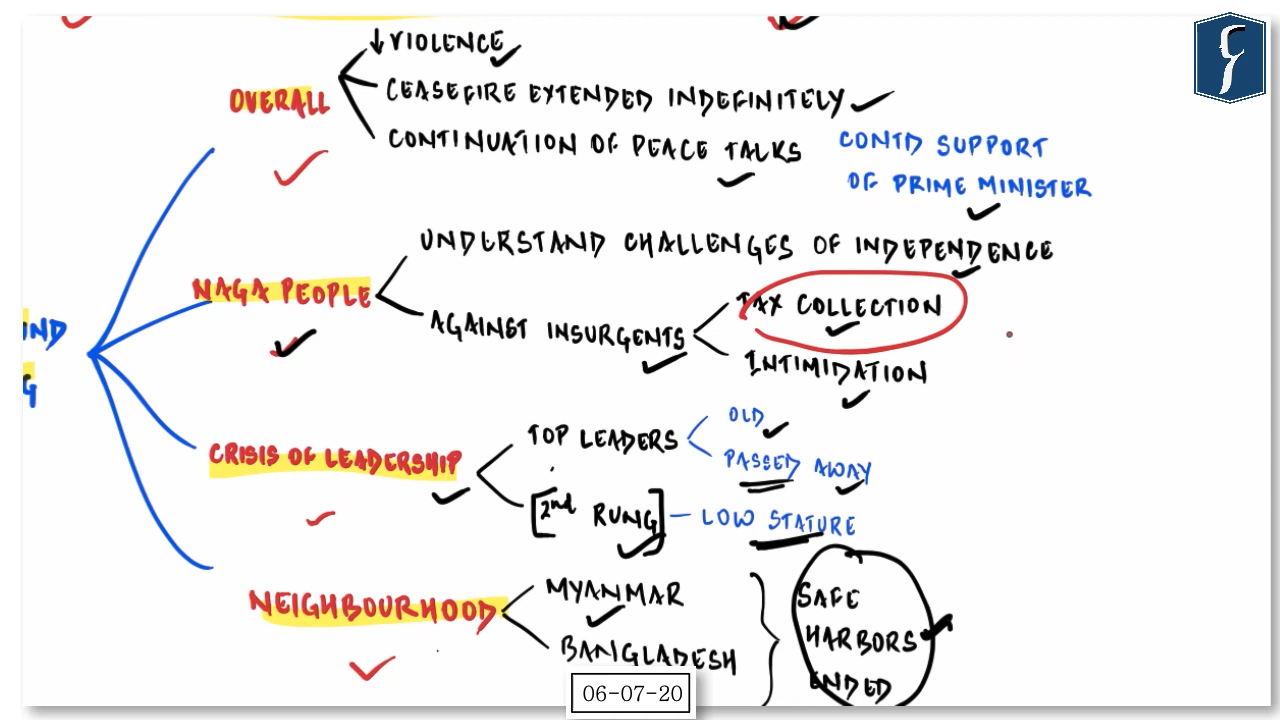 ↓ VIOLENCE
OVERALL
CEASEFIRE EXTENDED INDEFINITELY
CONTINUATION OF PEACE TALKS
CONTD SUPPORT
OF PRIME MINISTER
UNDERSTAND CHALLENGES OF INDEPENDENCE
NAGA PEOPLE
AGAINST INSURGENTS
TAX COLLECTION
INTIMIDATION
CRISIS OF LEADERSHIP
TOP LEADERS
OLD
PASSED AWAY
[2nd RUNG] - LOW STATURE
NEIGHBOURHOOD
MYANMAR
BANGLADESH
SAFE
HARBORS
ENDED
06-07-20